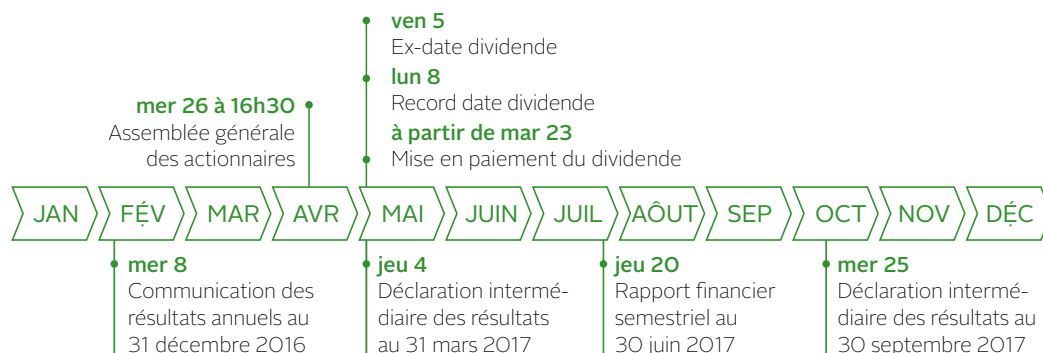 ven 5
Ex-date dividende
lun 8
Record date dividende
mer 26 à 16h30
Assemblée générale
des actionnaires
à partir de mar 23
Mise en paiement du dividende
JAN
FÉV
MAR
AVR
MAI
JUIN
JUIL
AÔUT
SEP
OCT
NOV
DÉC
mer 8
Communication des
résultats annuels au
31 décembre 2016
jeu 4
Déclaration intermé-
diaire des résultats
au 31 mars 2017
jeu 20
Rapport financier
semestriel au
30 juin 2017
mer 25
Déclaration intermé-
diaire des résultats au
30 septembre 2017